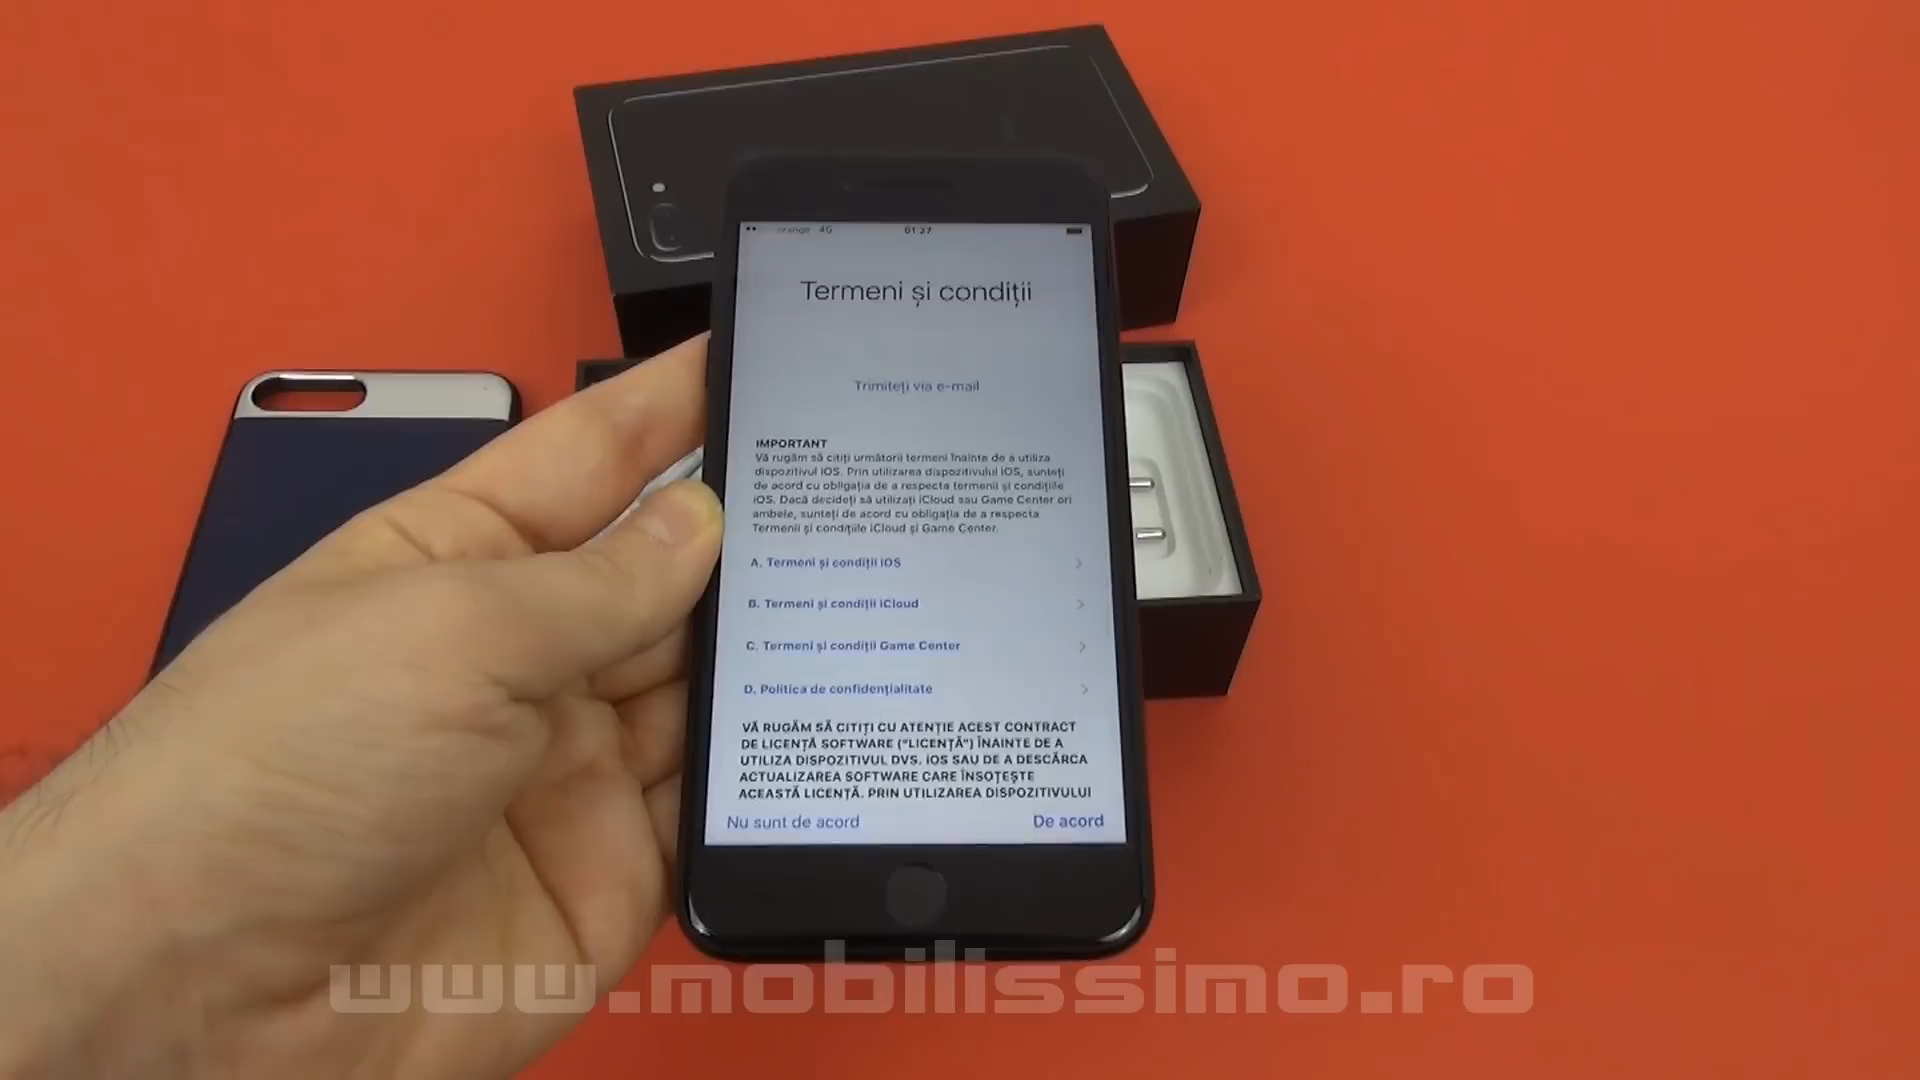 orange 4G 01:27
Termeni și condiții
Trimiteți via e-mail
IMPORTANT
Vă rugăm să citiți următorii termeni înainte de a utiliza
dispozitivul iOS. Prin utilizarea dispozitivului iOS, sunteți
de acord cu obligația de a respecta termenii și condițiile
iOS. Dacă decideți să utilizați iCloud sau Game Center ori
ambele, sunteți de acord cu obligația de a respecta
Termenii și condițiile iCloud și Game Center.
A. Termeni și condiții iOS
B. Termeni și condiții iCloud
C. Termeni și condiții Game Center
D. Politica de confidențialitate
VĂ RUGĂM SĂ CITIȚI CU ATENȚIE ACEST CONTRACT
DE LICENȚĂ SOFTWARE ("LICENȚĂ") ÎNAINTE DE A
UTILIZA DISPOZITIVUL DVS. iOS SAU DE A DESCĂRCA
ACTUALIZAREA SOFTWARE CARE ÎNSOȚEȘTE
ACEASTĂ LICENȚĂ. PRIN UTILIZAREA DISPOZITIVULUI
Nu sunt de acord De acord
www.mobilissimo.ro